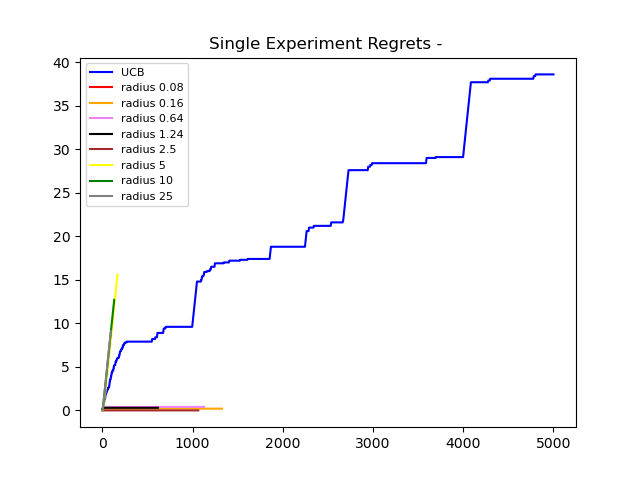 Single Experiment Regrets -
40
35
30
25
20
15
10
5
0
UCB
radius 0.08
radius 0.16
radius 0.64
radius 1.24
radius 2.5
radius 5
radius 10
radius 25
0 1000 2000 3000 4000 5000